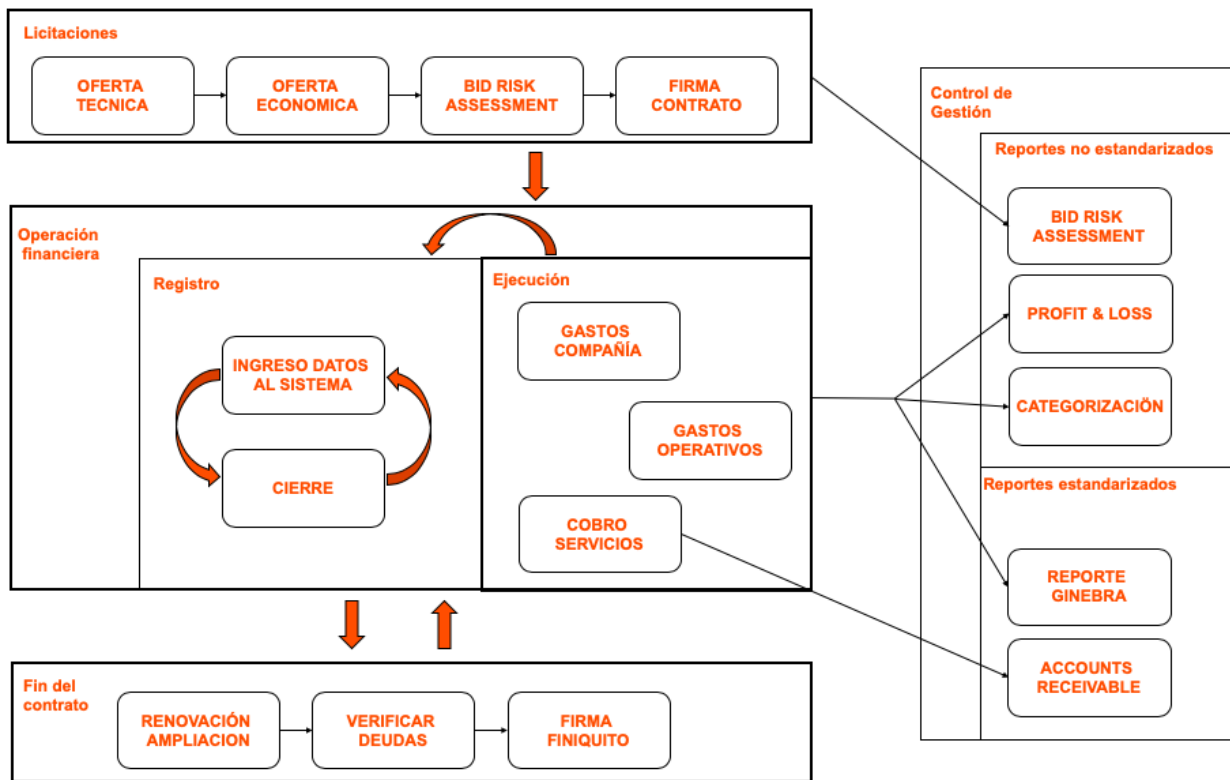 Licitaciones
OFERTA
TECNICA
OFERTA
ECONOMICA
BID RISK
ASSESSMENT
FIRMA
CONTRATO
Operación
financiera
Registro
INGRESO DATOS
AL SISTEMA
CIERRE
Ejecución
GASTOS
COMPAÑÍA
GASTOS
OPERATIVOS
COBRO
SERVICIOS
Fin del
contrato
RENOVACIÓN
AMPLIACION
VERIFICAR
DEUDAS
FIRMA
FINIQUITO
Control de
Gestión
Reportes no estandarizados
BID RISK
ASSESSMENT
PROFIT & LOSS
CATEGORIZACIÖN
Reportes estandarizados
REPORTE
GINEBRA
ACCOUNTS
RECEIVABLE